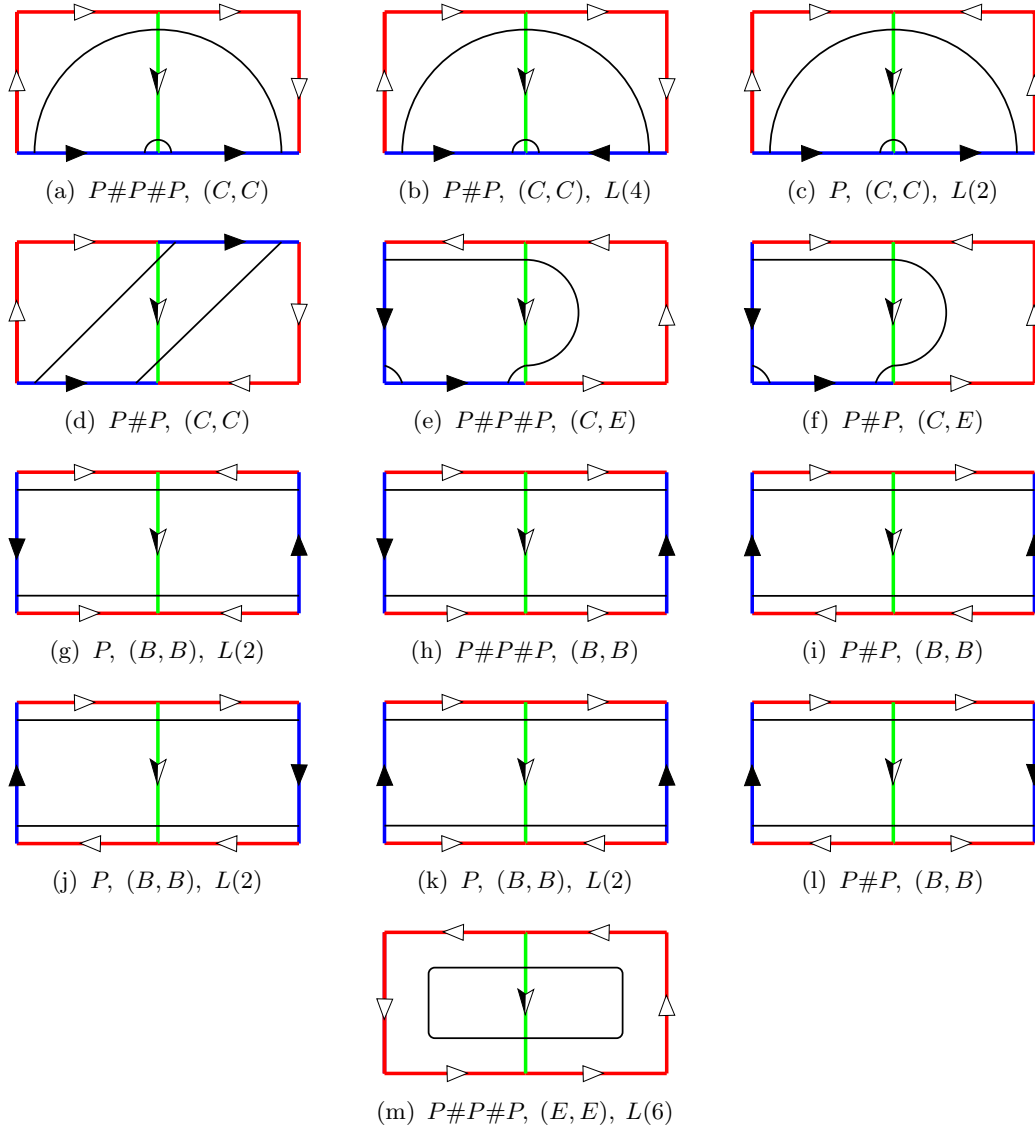 (a) P#P#P, (C, C)
(b) P#P, (C, C), L(4)
(c) P, (C, C), L(2)
(d) P#P, (C, C)
(e) P#P#P, (C, E)
(f) P#P, (C, E)
(g) P, (B, B), L(2)
(h) P#P#P, (B, B)
(i) P#P, (B, B)
(j) P, (B, B), L(2)
(k) P, (B, B), L(2)
(l) P#P, (B, B)
(m) P#P#P, (E, E), L(6)